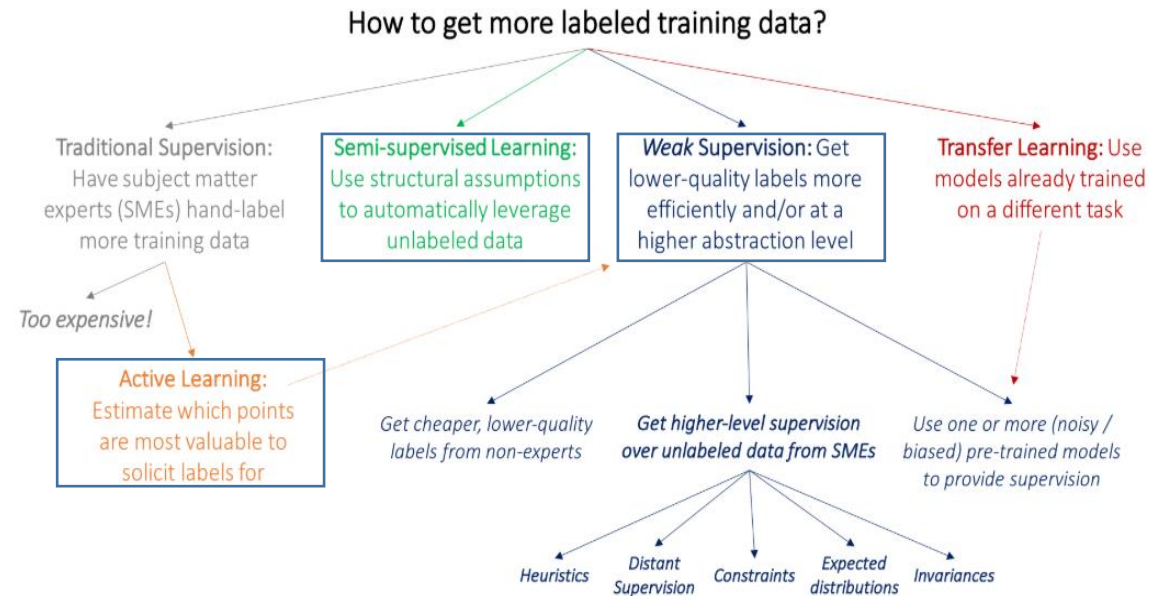 How to get more labeled training data?
Traditional Supervision:
Have subject matter
experts (SMEs) hand-label
more training data
Semi-supervised Learning:
Use structural assumptions
to automatically leverage
unlabeled data
Weak Supervision: Get
lower-quality labels more
efficiently and/or at a
higher abstraction level
Transfer Learning: Use
models already trained
on a different task
Too expensive!
Active Learning:
Estimate which points
are most valuable to
solicit labels for
Get cheaper, lower-quality
labels from non-experts
Get higher-level supervision
over unlabeled data from SMEs
Use one or more (noisy /
biased) pre-trained models
to provide supervision
Heuristics
Distant
Supervision
Constraints
Expected
distributions
Invariances